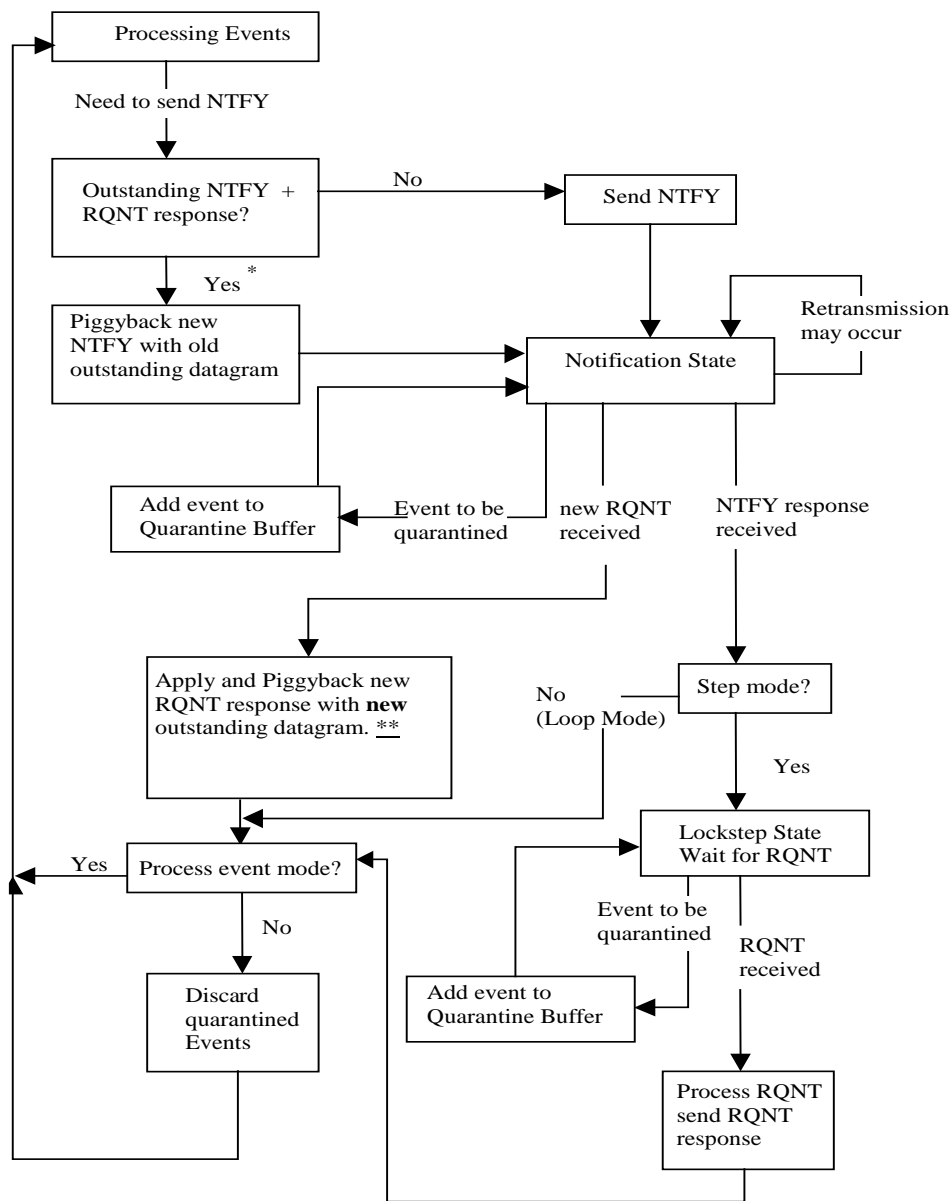 Processing Events
Need to send NTFY
Outstanding NTFY +
RQNT response?
No
Send NTFY
Yes *
Piggyback new
NTFY with old
outstanding datagram
Retransmission
may occur
Notification State
Add event to
Quarantine Buffer
Event to be
quarantined
new RQNT
received
NTFY response
received
Apply and Piggyback new
RQNT response with new
outstanding datagram. **
No
(Loop Mode)
Step mode?
Yes
Lockstep State
Wait for RQNT
Yes
Process event mode?
No
Event to be
quarantined
RQNT
received
Discard
quarantined
Events
Add event to
Quarantine Buffer
Process RQNT
send RQNT
response